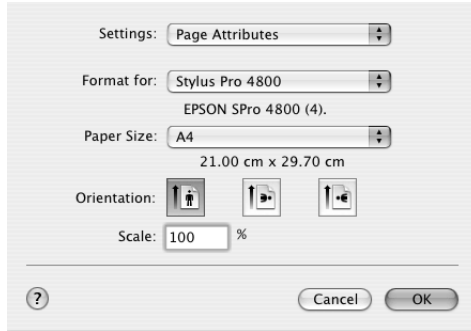 Settings: Page Attributes
Format for: Stylus Pro 4800
EPSON SPro 4800 (4).
Paper Size: A4
21.00 cm x 29.70 cm
Orientation:
Scale: 100 %
? Cancel OK